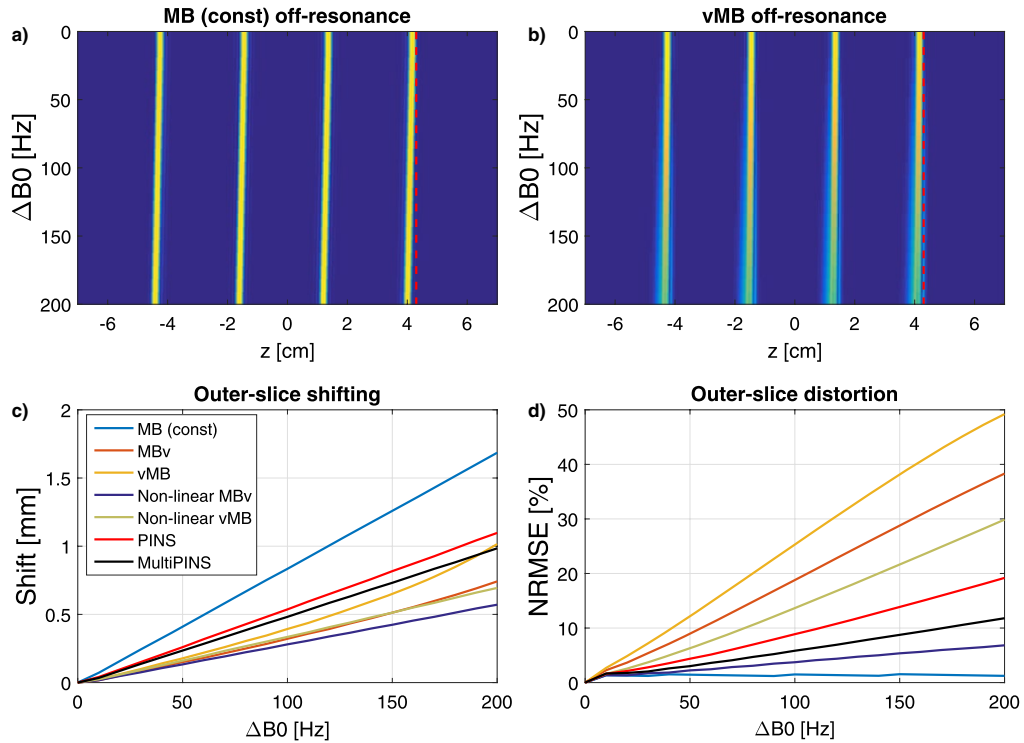 MB (const) off-resonance
a)
0
50
100
150
200
ΔB0 [Hz]
-6 -4 -2 0 2 4 6
z [cm]
vMB off-resonance
b)
0
50
100
150
200
ΔB0 [Hz]
-6 -4 -2 0 2 4 6
z [cm]
Outer-slice shifting
c)
2
1.5
1
0.5
0
Shift [mm]
MB (const)
MBv
vMB
Non-linear MBv
Non-linear vMB
PINS
MultiPINS
0 50 100 150 200
ΔB0 [Hz]
Outer-slice distortion
d)
50
40
30
20
10
0
NRMSE [%]
0 50 100 150 200
ΔB0 [Hz]